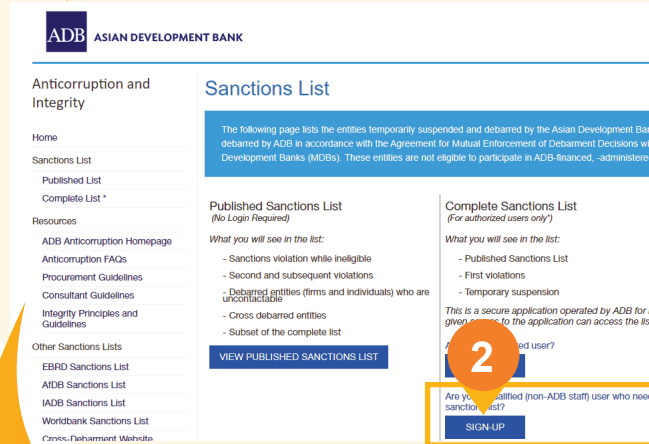 ADB ASIAN DEVELOPMENT BANK
Anticorruption and
Integrity
Home
Sanctions List
Published List
Complete List *
Resources
ADB Anticorruption Homepage
Anticorruption FAQs
Procurement Guidelines
Consultant Guidelines
Integrity Principles and
Guidelines
Other Sanctions Lists
EBRD Sanctions List
AfDB Sanctions List
IADB Sanctions List
Worldbank Sanctions List
Cross-Debarment Website
Sanctions List
The following page lists the entities temporarily suspended and debarred by the Asian Development
debarred by ADB in accordance with the Agreement for Mutual Enforcement of Debarment Decisions
Development Banks (MDBs). These entities are not eligible to participate in ADB-financed,
Published Sanctions List
(No Login Required)
What you will see in the list:
- Sanctions violation while ineligible
- Second and subsequent violations
- Debarred entities (firms and individuals) who are
uncontactable
- Cross debarred entities
- Subset of the complete list
VIEW PUBLISHED SANCTIONS LIST
Complete Sanctions List
(For authorized users only*)
What you will see in the list:
- Published Sanctions List
- First violations
- Temporary suspension
This is a secure application operated by ADB for
given to the application can access the
user?
2
Are (non-ADB staff) user who
SIGN-UP